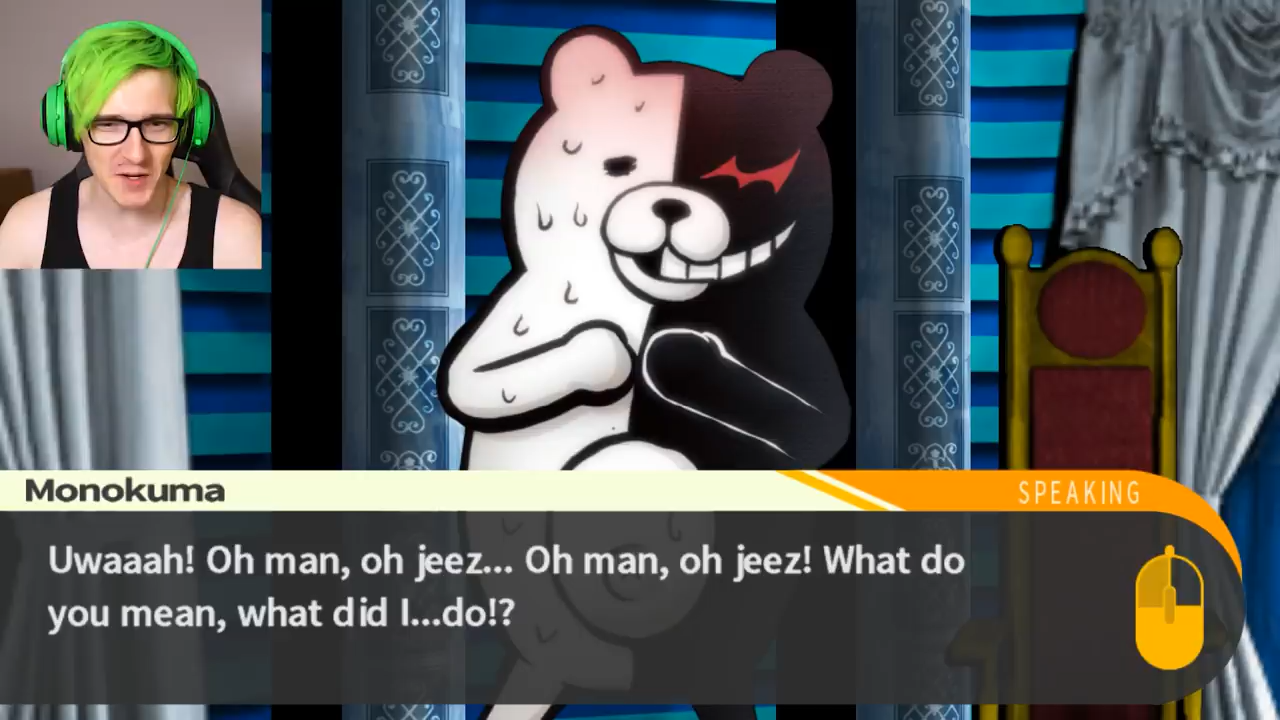 Monokuma
SPEAKING
Uwaaah! Oh man, oh jeez... Oh man, oh jeez! What do
you mean, what did I...do!?